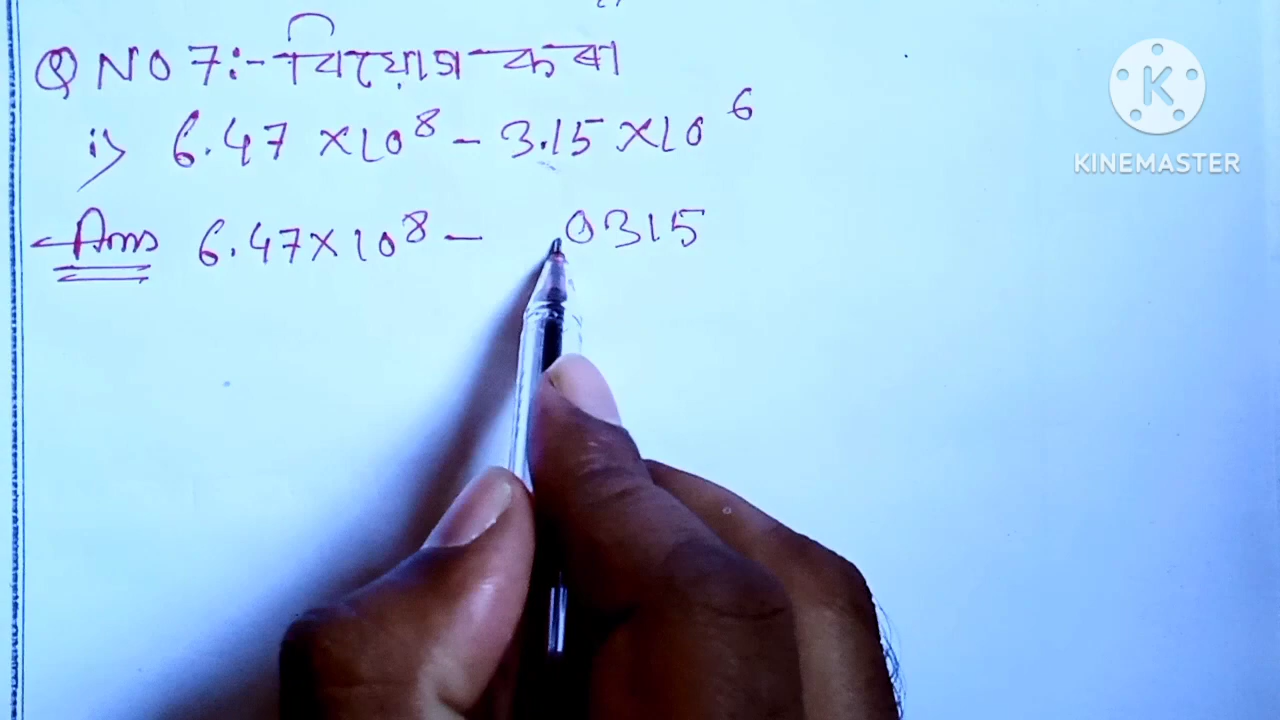 Q NO 7:- বিয়োগ কৰা
i> 6.47 ×10⁸ - 3.15 ×10⁶
Ans 6.47×10⁸ - .0315
KINEMASTER